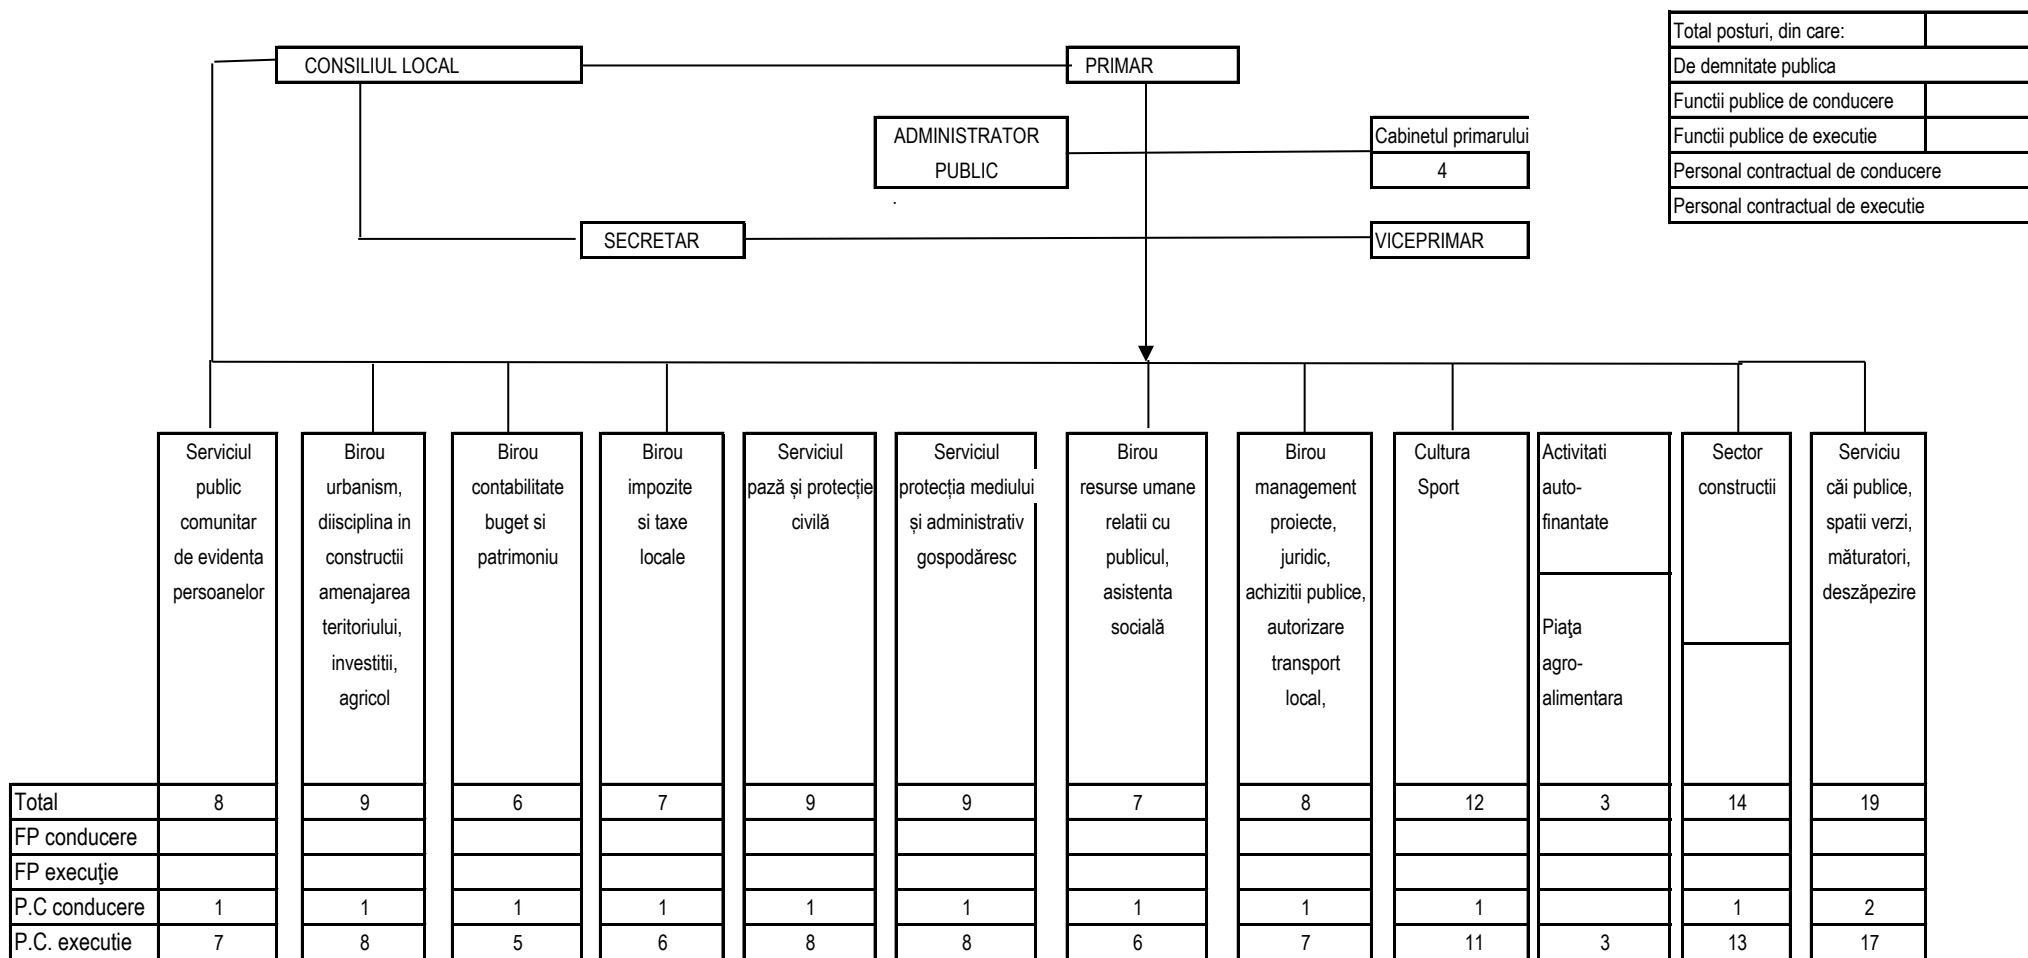 Total posturi, din care:
CONSILIUL LOCAL
PRIMAR
De demnitate publica
Functii publice de conducere
ADMINISTRATOR
PUBLIC
Cabinetul primarului
4
Functii publice de executie
Personal contractual de conducere
.
Personal contractual de executie
SECRETAR
VICEPRIMAR
Serviciul
public
comunitar
de evidenta
persoanelor
Birou
urbanism,
diisciplina in
constructii
amenajarea
teritoriului,
investitii,
agricol
Birou
contabilitate
buget si
patrimoniu
Birou
impozite
si taxe
locale
Serviciul
pază și protecție
civilă
Serviciul
protecția mediului
și administrativ
gospodăresc
Birou
resurse umane
relatii cu
publicul,
asistenta
socială
Birou
management
proiecte,
juridic,
achizitii publice,
autorizare
transport
local,
Cultura
Sport
Activitati
auto-
finantate
Piaţa
agro-
alimentara
Sector
constructii
Serviciu
căi publice,
spatii verzi,
măturatori,
deszăpezire
Total 8 9 6 7 9 9 7 8 12 3 14 19
FP conducere
FP execuţie
P.C conducere 1 1 1 1 1 1 1 1 1 1 2
P.C. executie 7 8 5 6 8 8 6 7 11 3 13 17